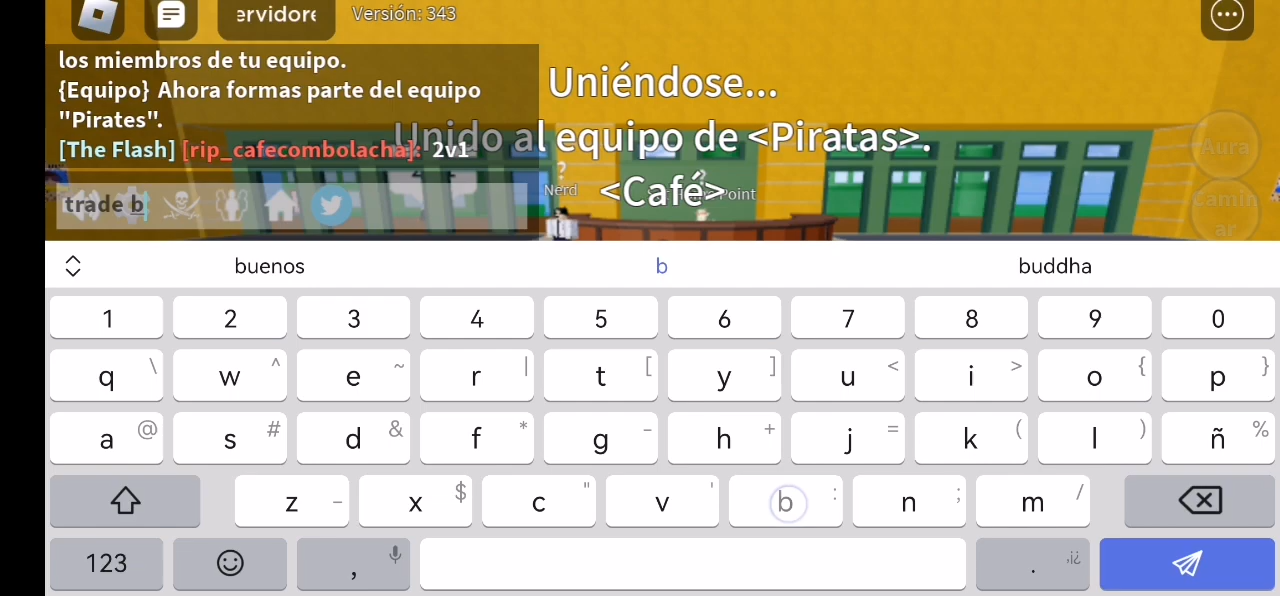 ervidore
Versión: 343
los miembros de tu equipo.
{Equipo} Ahora formas parte del equipo
"Pirates".
[The Flash] [rip_cafecombolacha]: 2v1
trade b
Uniéndose...
Unido al equipo de <Piratas>.
<Café>
Nerd
Point
Aura
Camin
ar
buenos
b
buddha
1 2 3 4 5 6 7 8 9 0
q \ w ^ e ~ r | t [ y ] u < i > o { p }
a @ s # d & f * g - h + j = k ( l ) ñ %
z _ x $ c " v ' b : n ; m /
123 , . ,¡¿